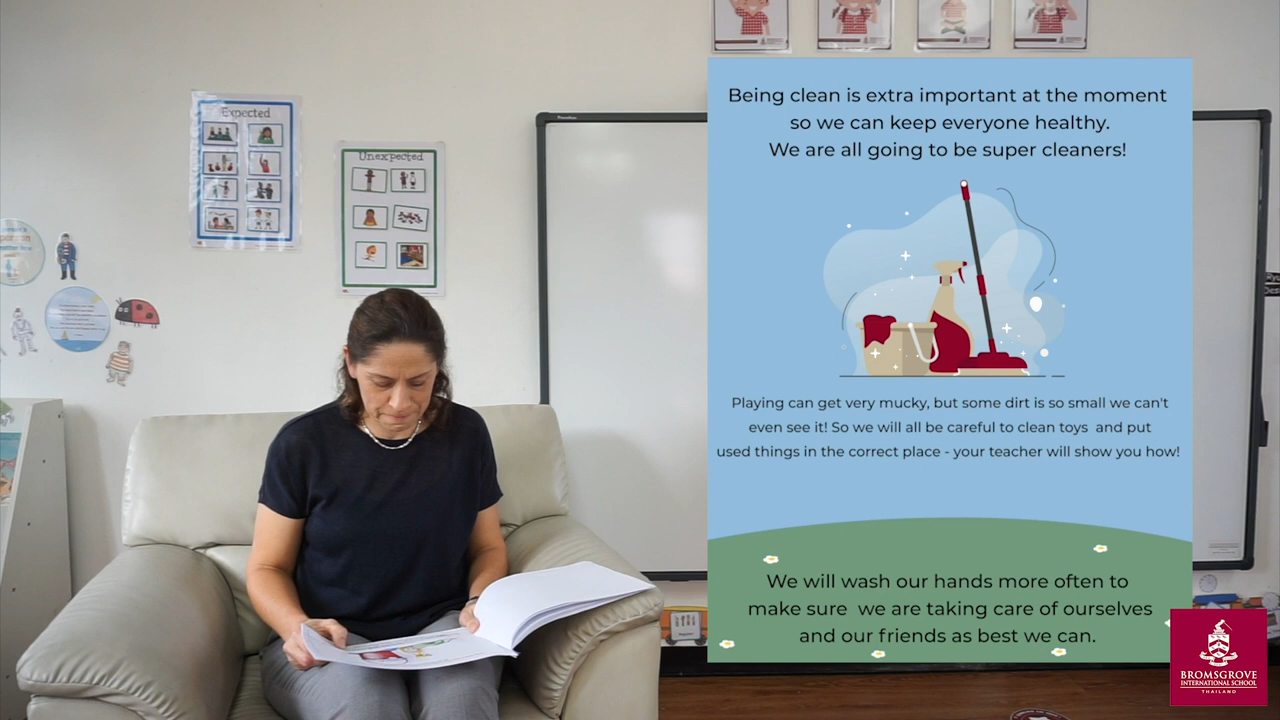 Expected
Unexpected
Being clean is extra important at the moment
so we can keep everyone healthy.
We are all going to be super cleaners!
Playing can get very mucky, but some dirt is so small we can't
even see it! So we will all be careful to clean toys  and put
used things in the correct place - your teacher will show you how!
We will wash our hands more often to
make sure  we are taking care of ourselves
and our friends as best we can.
BROMSGROVE
INTERNATIONAL SCHOOL
THAILAND